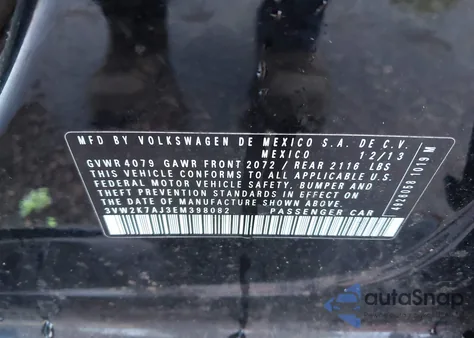 MFD BY VOLKSWAGEN DE MEXICO S.A. DE C.V.
MEXICO 12/13
GVWR 4079 GAWR FRONT 2072 / REAR 2116 LBS
THIS VEHICLE CONFORMS TO ALL APPLICABLE U.S.
FEDERAL MOTOR VEHICLE SAFETY, BUMPER AND
THEFT PREVENTION STANDARDS IN EFFECT ON
THE DATE OF MANUFACTURE SHOWN ABOVE.
3VW2K7AJ3EM398082 PASSENGER CAR
1019 M
autoSnap